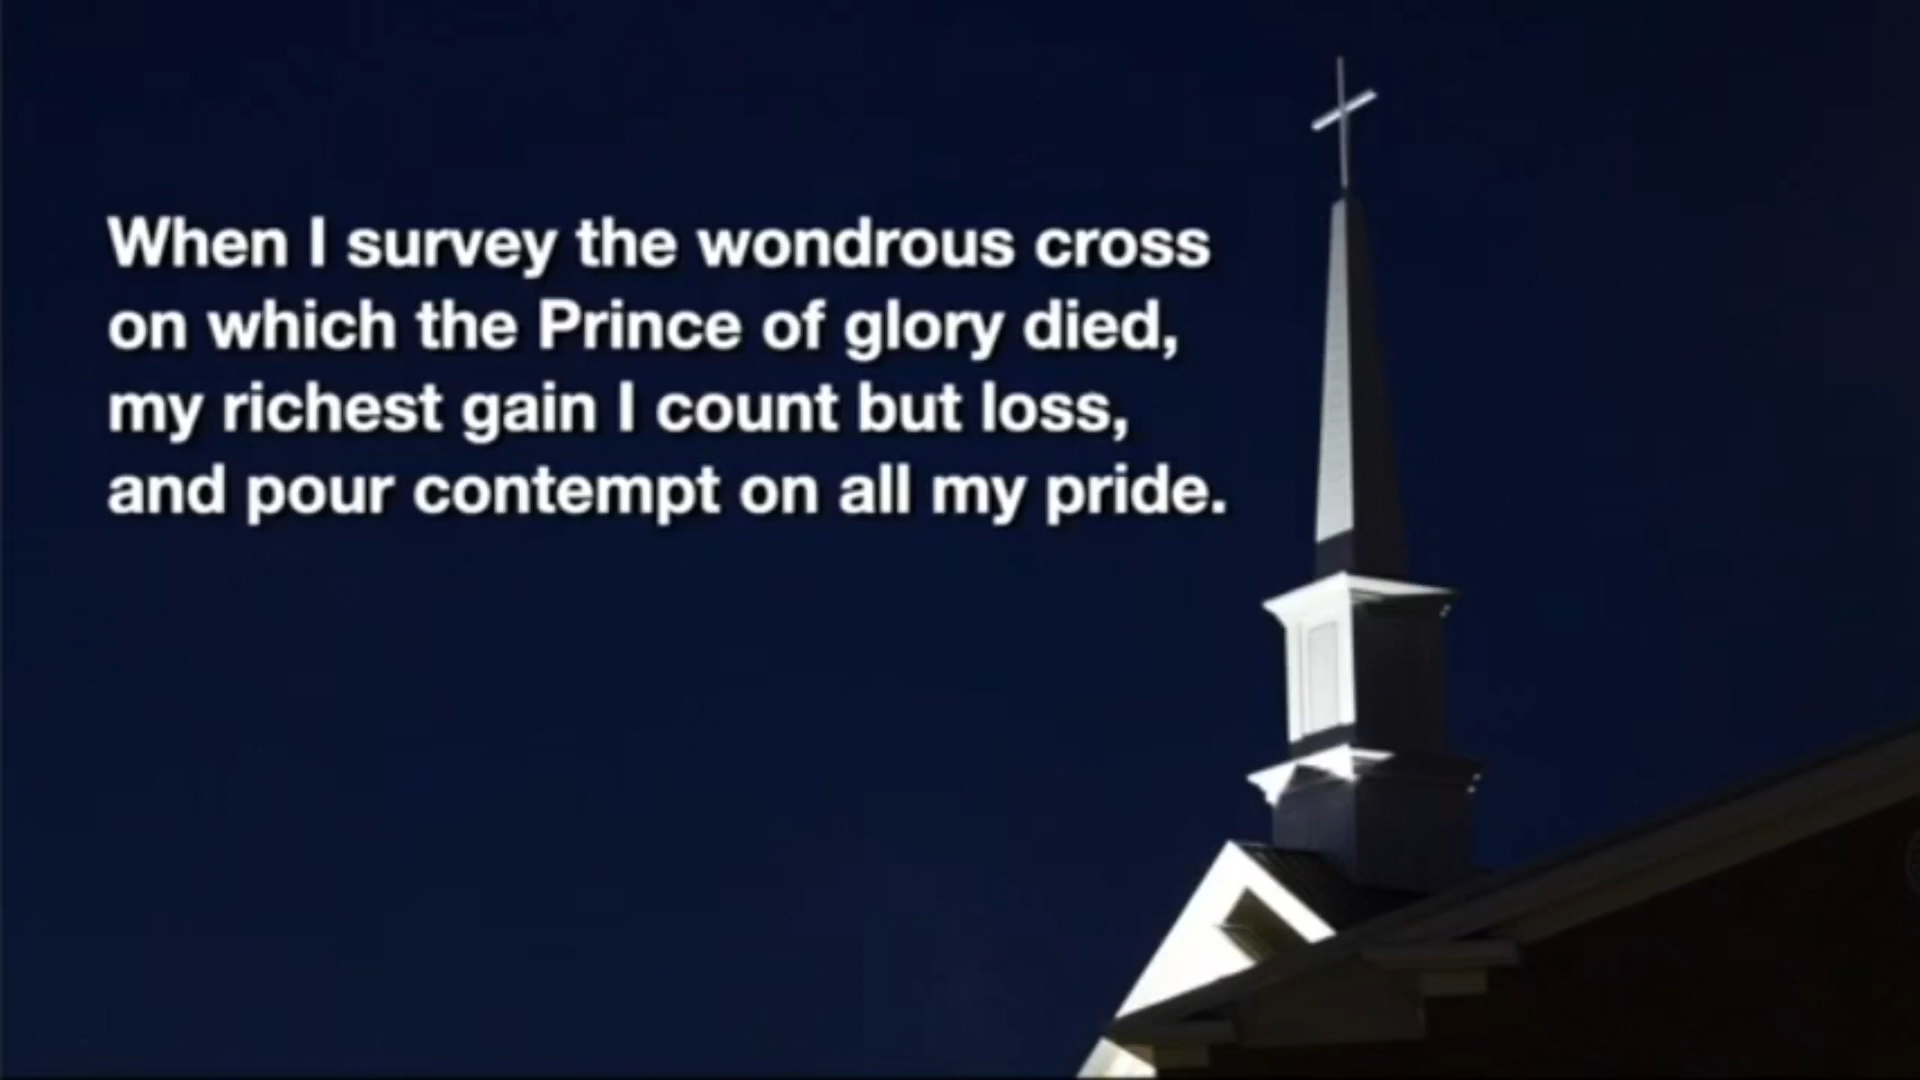 When I survey the wondrous cross
on which the Prince of glory died,
my richest gain I count but loss,
and pour contempt on all my pride.